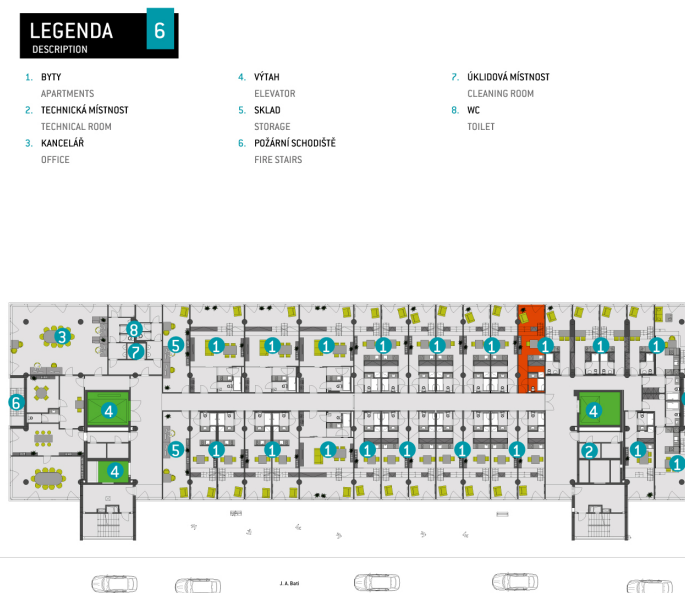 LEGENDA 6
DESCRIPTION
1. BYTY
APARTMENTS
2. TECHNICKÁ MÍSTNOST
TECHNICAL ROOM
3. KANCELÁŘ
OFFICE
4. VÝTAH
ELEVATOR
5. SKLAD
STORAGE
6. POŽÁRNÍ SCHODIŠTĚ
FIRE STAIRS
7. ÚKLIDOVÁ MÍSTNOST
CLEANING ROOM
8. WC
TOILET
8
3 7 5 1 1 1 1 1 1 1 1 1
6 4 4
5 1 1 1 1 1 1 1 1 2 1
4 1
J. A. Bati